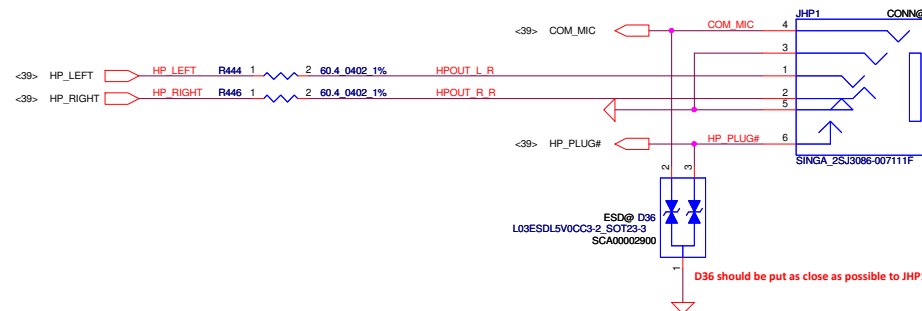 JHP1 CONN@
<39> COM_MIC COM_MIC 4
3
<39> HP_LEFT HP_LEFT R444 1 2 60.4_0402_1% HPOUT_L_R 1
<39> HP_RIGHT HP_RIGHT R446 1 2 60.4_0402_1% HPOUT_R_R 2
5
<39> HP_PLUG# HP_PLUG# 6
SINGA_2SJ3086-007111F
2 3
ESD@ D36
L03ESDL5V0CC3-2_SOT23-3
SCA00002900
1
D36 should be put as close as possible to JHP